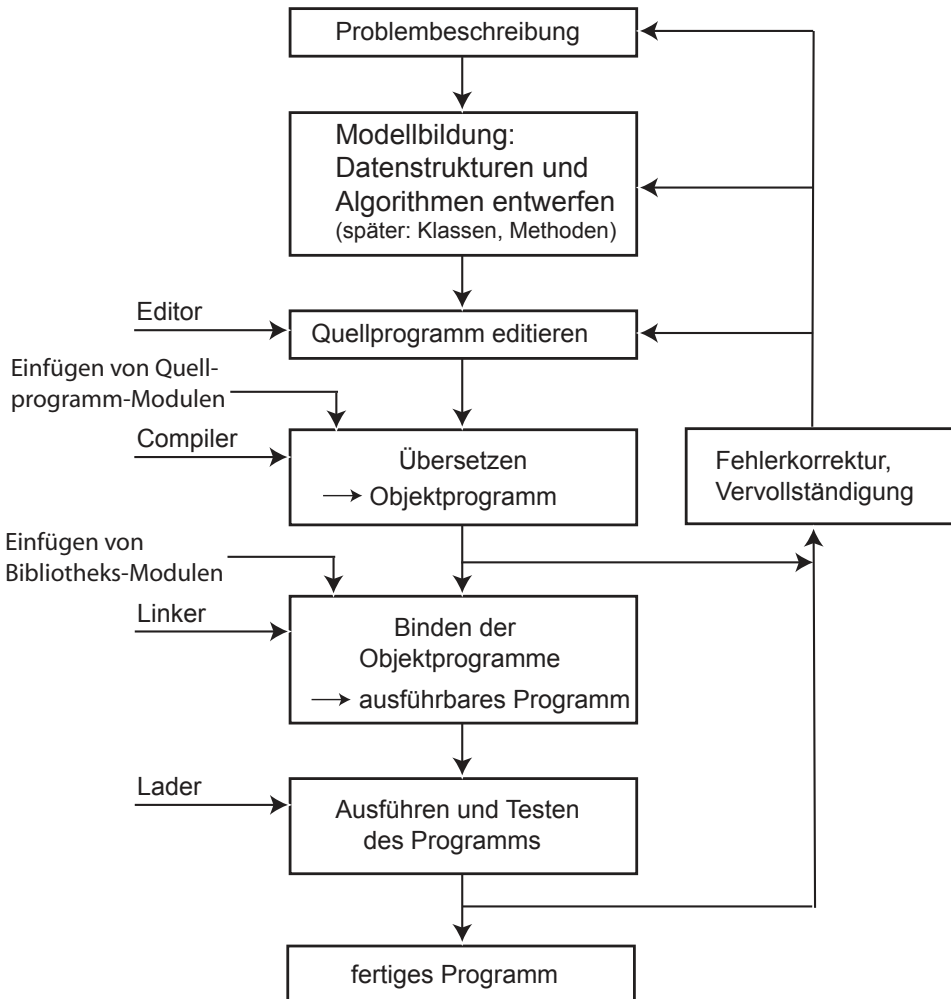 Problembeschreibung
Modellbildung:
Datenstrukturen und
Algorithmen entwerfen
(später: Klassen, Methoden)
Editor
Quellprogramm editieren
Einfügen von Quell-
programm-Modulen
Compiler
Übersetzen
Objektprogramm
Fehlerkorrektur,
Vervollständigung
Einfügen von
Bibliotheks-Modulen
Linker
Binden der
Objektprogramme
ausführbares Programm
Lader
Ausführen und Testen
des Programms
fertiges Programm